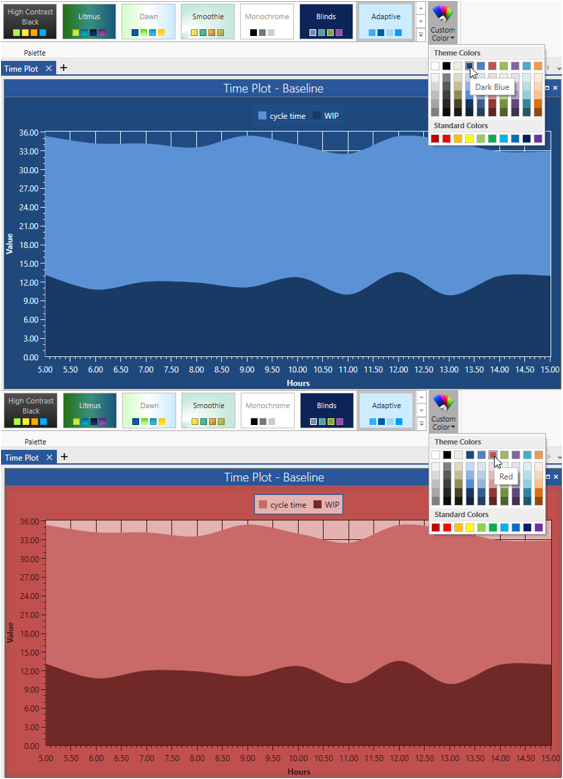 High Contrast Black Litmus Dawn Smoothie Monochrome Blinds Adaptive Custom Color
Palette
Theme Colors
Dark Blue
Standard Colors
Time Plot
Time Plot - Baseline
cycle time WIP
36.00
33.00
30.00
27.00
24.00
21.00
18.00
15.00
12.00
9.00
6.00
3.00
0.00
Value
5.00 6.00 6.50 7.00 7.50 8.00 8.50 9.00 9.50 10.00 10.50 11.00 11.50 12.00 12.50 13.00 13.50 14.00 14.50 15.00
Hours
High Contrast Black Litmus Dawn Smoothie Monochrome Blinds Adaptive Custom Color
Palette
Theme Colors
Red
Standard Colors
Time Plot
Time Plot - Baseline
cycle time WIP
36.00
33.00
30.00
27.00
24.00
21.00
18.00
15.00
12.00
9.00
6.00
3.00
0.00
Value
5.00 6.00 6.50 7.00 7.50 8.00 8.50 9.00 9.50 10.00 10.50 11.00 11.50 12.00 12.50 13.00 13.50 14.00 14.50 15.00
Hours